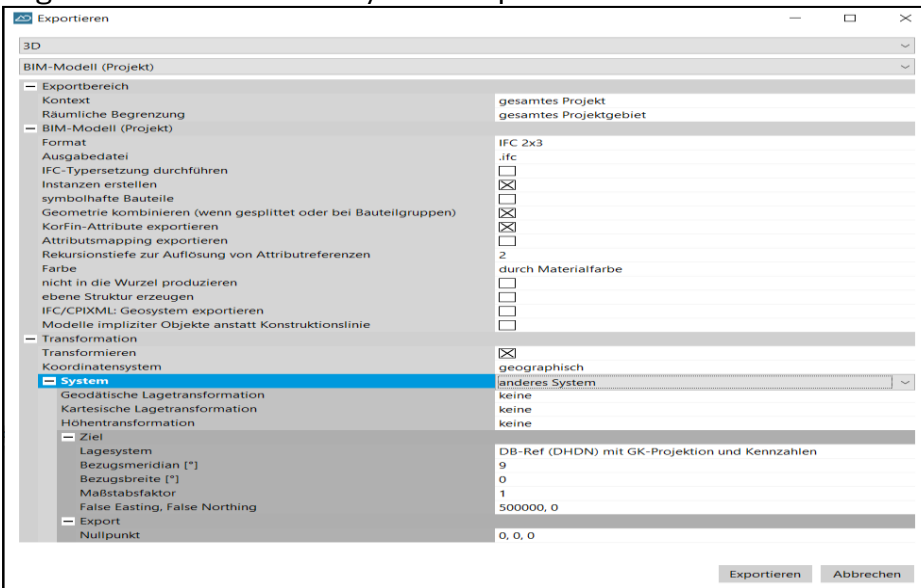 Exportieren
3D
BIM-Modell (Projekt)
Exportbereich
Kontext gesamtes Projekt
Räumliche Begrenzung gesamtes Projektgebiet
BIM-Modell (Projekt)
Format IFC 2x3
Ausgabedatei .ifc
IFC-Typersetzung durchführen
Instanzen erstellen
symbolhafte Bauteile
Geometrie kombinieren (wenn gesplittet oder bei Bauteilgruppen)
KorFin-Attribute exportieren
Attributsmapping exportieren
Rekursionstiefe zur Auflösung von Attributreferenzen 2
Farbe durch Materialfarbe
nicht in die Wurzel produzieren
ebene Struktur erzeugen
IFC/CPIXML: Geosystem exportieren
Modelle impliziter Objekte anstatt Konstruktionslinie
Transformation
Transformieren
Koordinatensystem geographisch
System anderes System
Geodätische Lagetransformation keine
Kartesische Lagetransformation keine
Höhentransformation keine
Ziel
Lagesystem DB-Ref (DHDN) mit GK-Projektion und Kennzahlen
Bezugsmeridian [°] 9
Bezugsbreite [°] 0
Maßstabsfaktor 1
False Easting, False Northing 500000, 0
Export
Nullpunkt 0, 0, 0
Exportieren Abbrechen